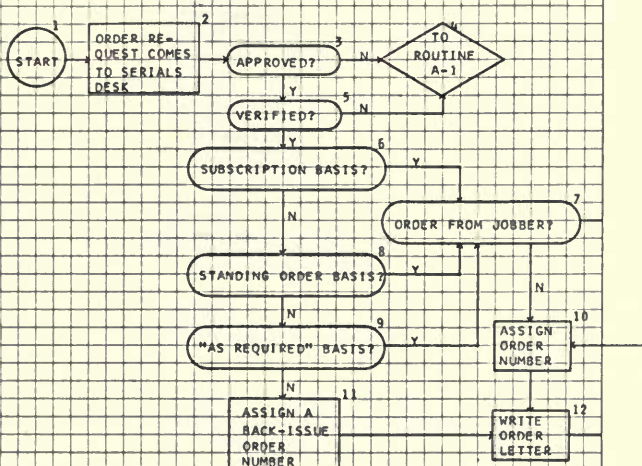 1
START
2
ORDER RE-
QUEST COMES
TO SERIALS
DESK
3
APPROVED?
N
4
TO
ROUTINE
A-1
Y
5
VERIFIED?
N
Y
6
SUBSCRIPTION BASIS?
Y
N
7
ORDER FROM JOBBER?
N
8
STANDING ORDER BASIS?
Y
N
9
"AS REQUIRED" BASIS?
Y
N
10
ASSIGN
ORDER
NUMBER
11
ASSIGN A
BACK-ISSUE
ORDER
NUMBER
12
WRITE
ORDER
LETTER